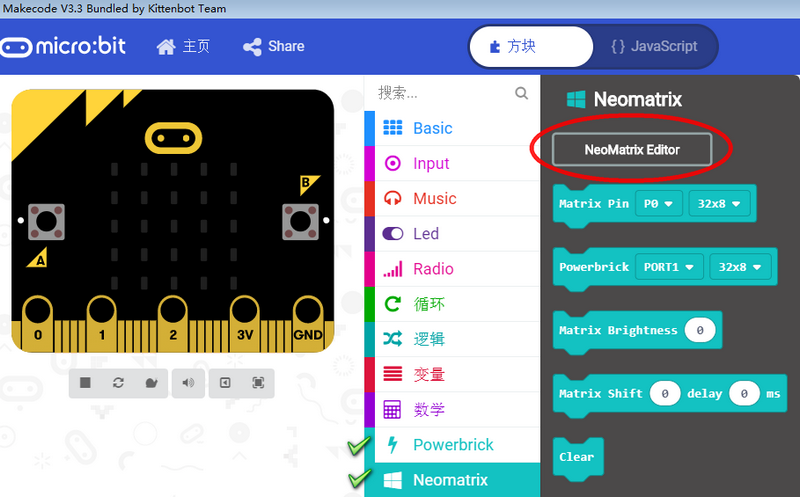 Makecode V3.3 Bundled by Kittenbot Team
micro:bit
主页
Share
方块
{} JavaScript
搜索...
Basic
Input
Music
Led
Radio
循环
逻辑
变量
数学
Powerbrick
Neomatrix
B
A
0 1 2 3V GND
Neomatrix
NeoMatrix Editor
Matrix Pin P0 32x8
Powerbrick PORT1 32x8
Matrix Brightness 0
Matrix Shift 0 delay 0 ms
Clear